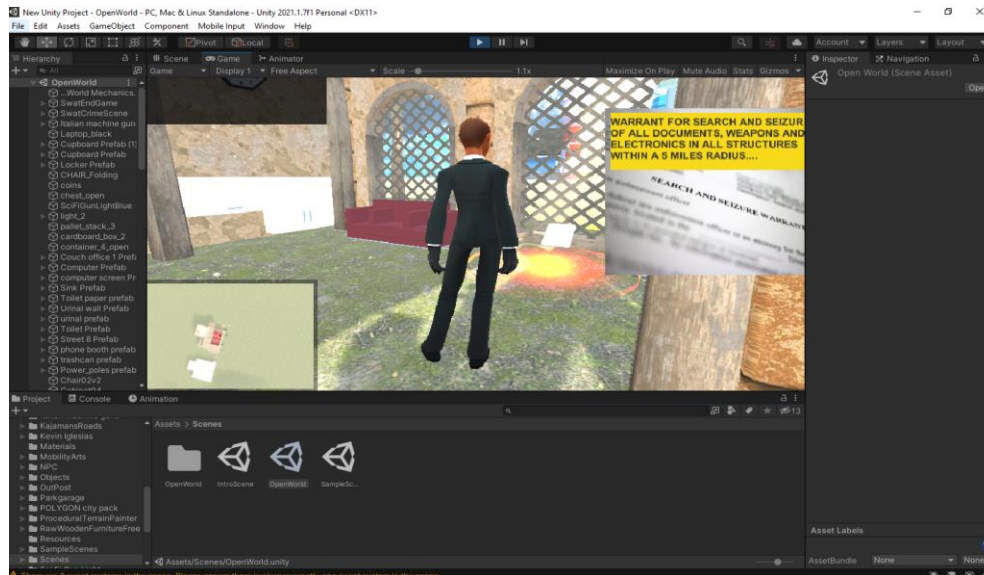 New Unity Project - OpenWorld - PC, Mac & Linux Standalone - Unity 2021.1.7f1 Personal <DX11>
File Edit Assets GameObject Component Mobile Input Window Help
Pivot Local Account Layers Layout
Hierarchy Scene Game Animator Inspector Navigation
All Game Display 1 Free Aspect Scale 1.1x Maximize On Play Mute Audio Stats Gizmos
Open World (Scene Asset)
Ope
OpenWorld
...World Mechanics.
SwatEndGame
SwatCrimeScene
Italian machine gun
Laptop_black
Cupboard Prefab (1)
Cupboard Prefab
Locker Prefab
CHAIR_Folding
coins
chest_open
SciFiGunLightBlue
light_2
pallet_stack_3
cardboard_box_2
container_4_open
Couch office 1 Prefa
Computer Prefab
computer screen Pr
Sink Prefab
Toilet paper prefab
Urinal wall Prefab
urinal prefab
Toilet Prefab
Street 8 Prefab
phone booth prefab
trashcan prefab
Power_poles prefab
Chair02v2
WARRANT FOR SEARCH AND SEIZUR
OF ALL DOCUMENTS, WEAPONS AND
ELECTRONICS IN ALL STRUCTURES
WITHIN A 5 MILES RADIUS....
SEARCH AND SEIZURE WARRANT
Project Console Animation
13
KajamansRoads
Kevin Iglesias
Materials
MobilityArts
NPC
Objects
OutPost
Parkgarage
POLYGON city pack
ProceduralTerrainPainter
RawWoodenFurnitureFree
Resources
SampleScenes
Scenes
Assets > Scenes
OpenWorld IntroScene OpenWorld SampleSc...
Assets/Scenes/OpenWorld.unity
Asset Labels
AssetBundle None None